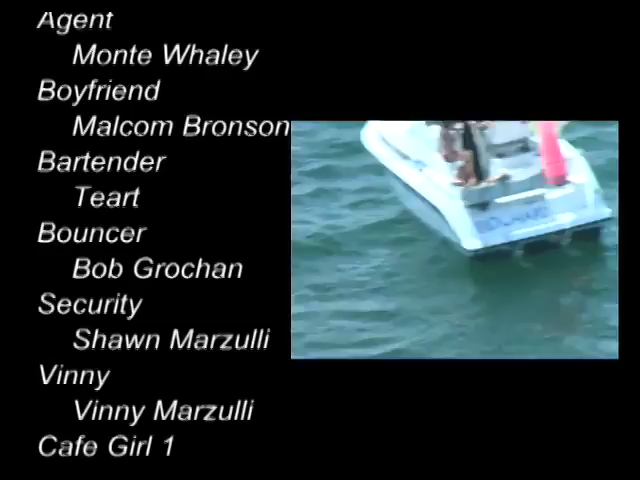 Agent
Monte Whaley
Boyfriend
Malcom Bronson
Bartender
Teart
Bouncer
Bob Grochan
Security
Shawn Marzulli
Vinny
Vinny Marzulli
Cafe Girl 1